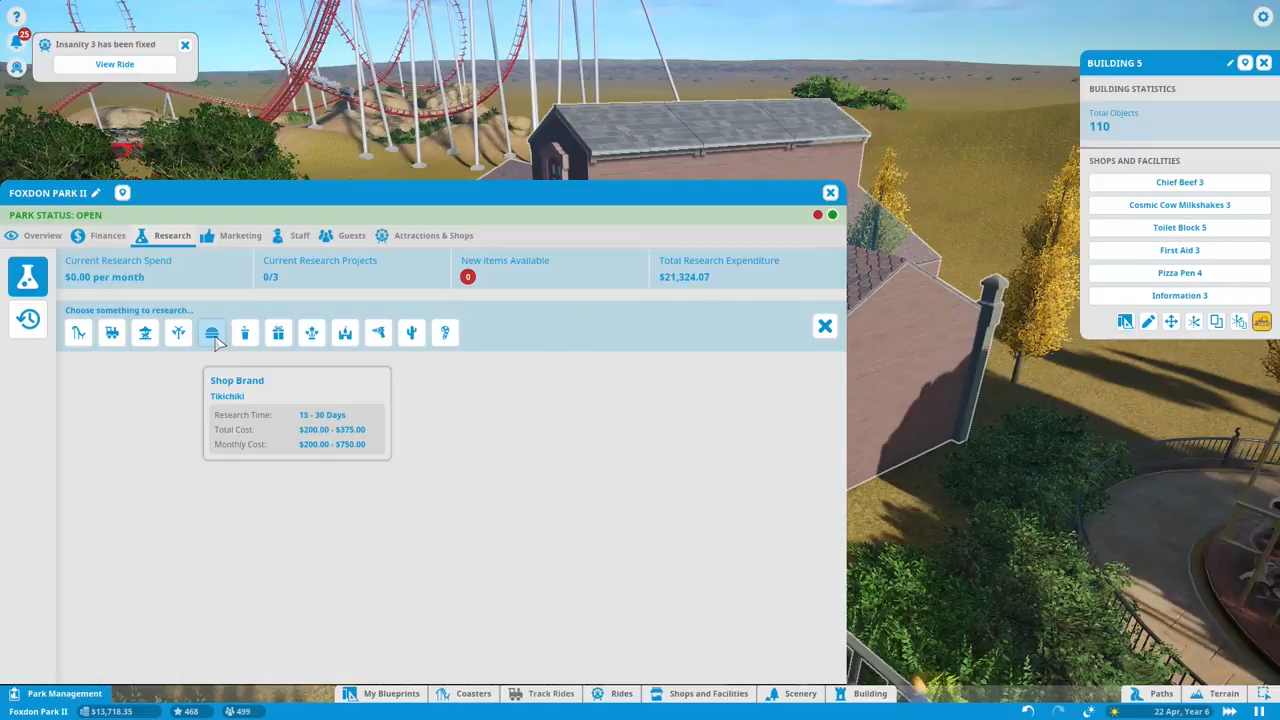 ?
25
Insanity 3 has been fixed
View Ride
FOXDON PARK II
PARK STATUS: OPEN
Overview
Finances
Research
Marketing
Staff
Guests
Attractions & Shops
Current Research Spend
$0.00 per month
Current Research Projects
0/3
New items Available
0
Total Research Expenditure
$21,324.07
Choose something to research...
Shop Brand
Tikichiki
Research Time: 15 - 30 Days
Total Cost: $200.00 - $375.00
Monthly Cost: $200.00 - $750.00
BUILDING 5
BUILDING STATISTICS
Total Objects
110
SHOPS AND FACILITIES
Chief Beef 3
Cosmic Cow Milkshakes 3
Toilet Block 5
First Aid 3
Pizza Pen 4
Information 3
Park Management
My Blueprints
Coasters
Track Rides
Rides
Shops and Facilities
Scenery
Building
Paths
Terrain
Foxdon Park II
$13,718.35
468
499
22 Apr, Year 6